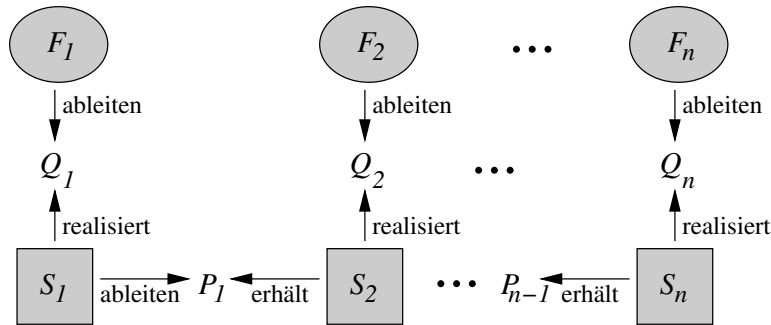 F1 F2 ... Fn
ableiten ableiten ableiten
Q1 Q2 ... Qn
realisiert realisiert realisiert
S1 ableiten P1 erhält S2 ... Pn−1 erhält Sn